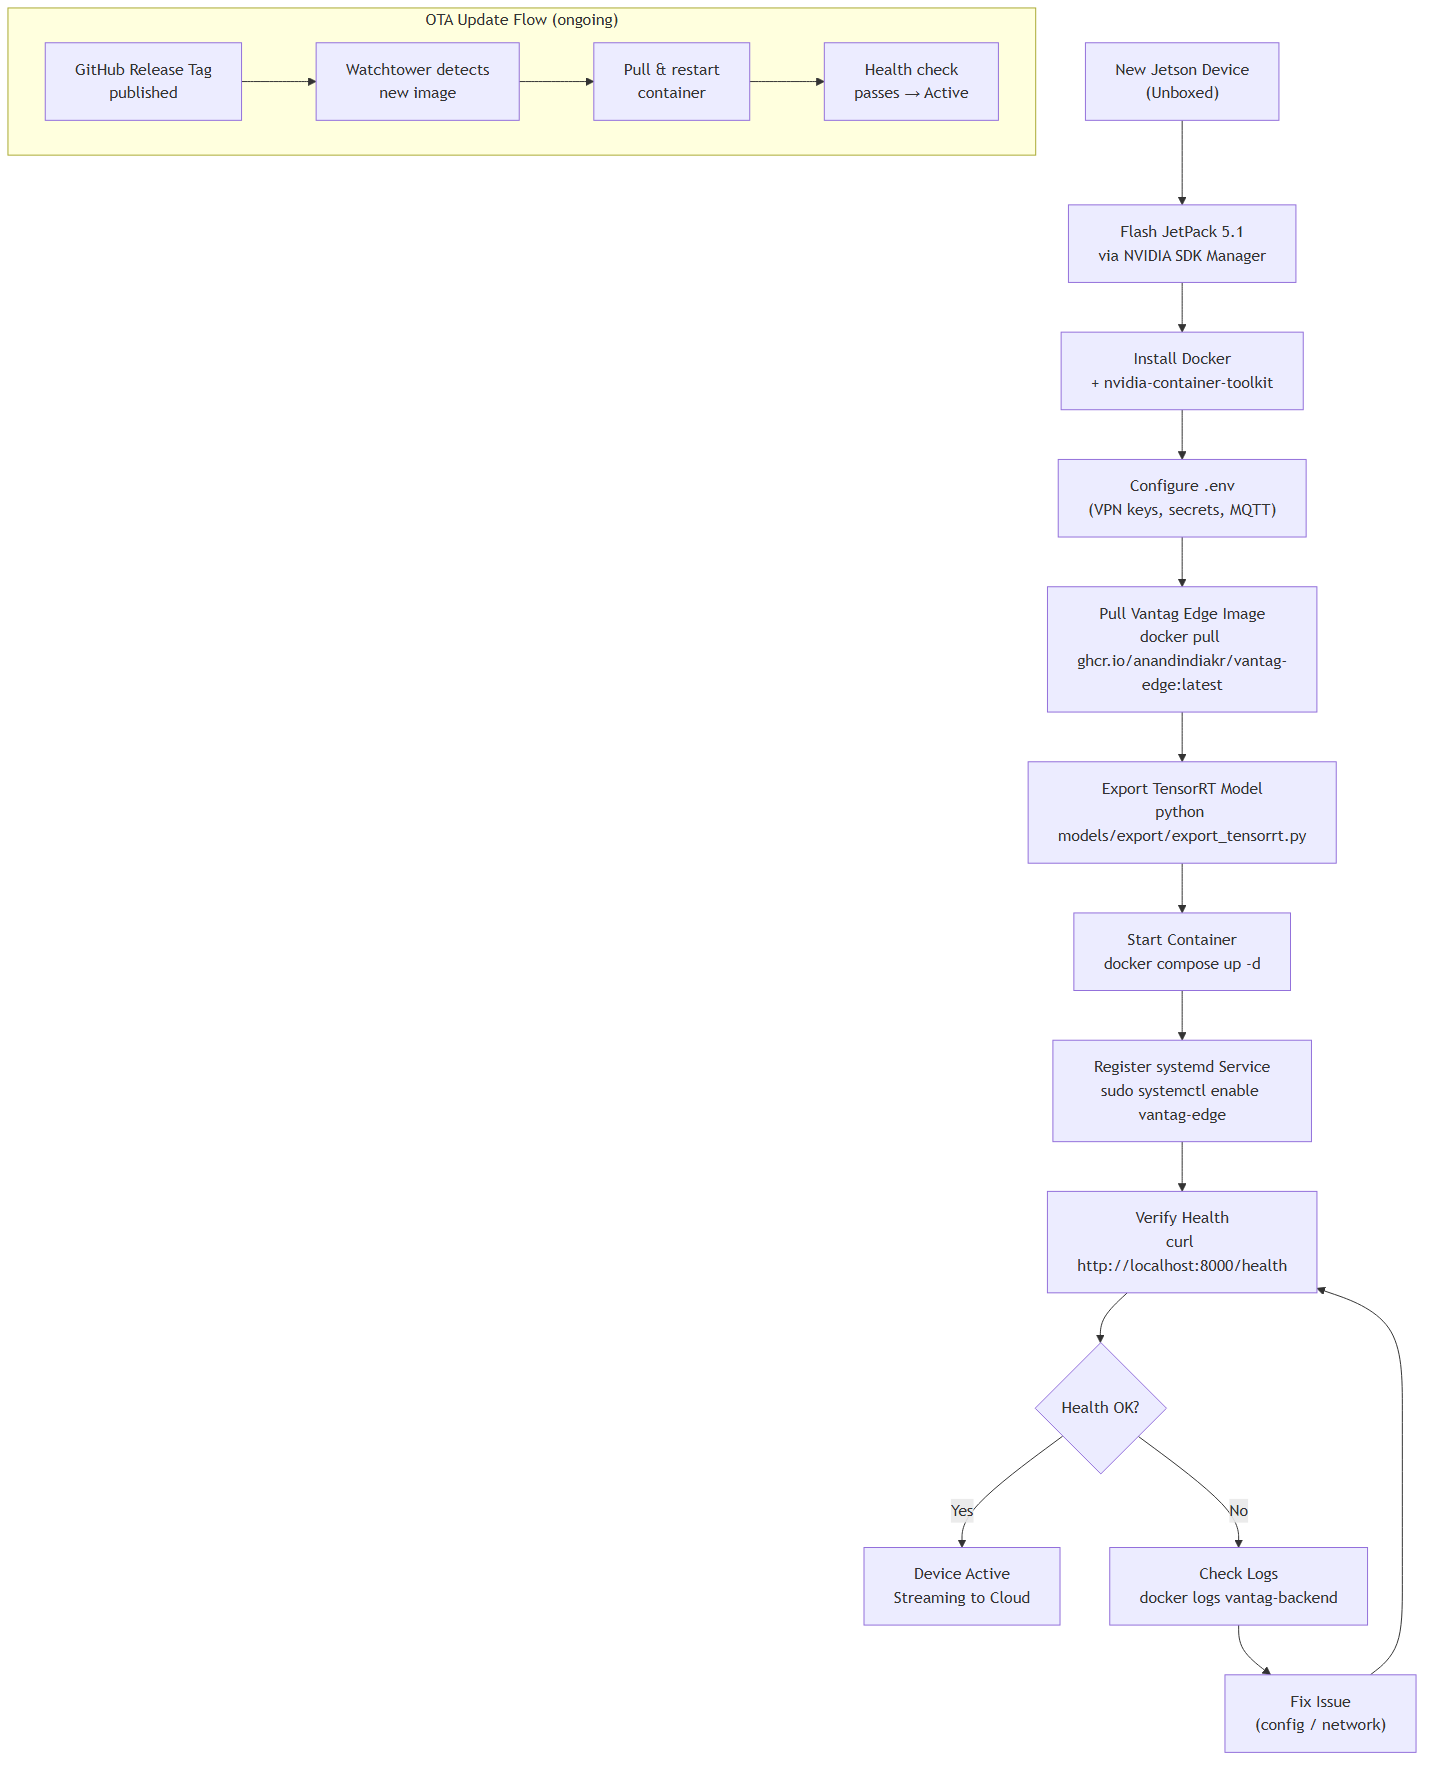 OTA Update Flow (ongoing)
GitHub Release Tag
published
Watchtower detects
new image
Pull & restart
container
Health check
passes → Active
New Jetson Device
(Unboxed)
Flash JetPack 5.1
via NVIDIA SDK Manager
Install Docker
+ nvidia-container-toolkit
Configure .env
(VPN keys, secrets, MQTT)
Pull Vantag Edge Image
docker pull
ghcr.io/anandindiakr/vantag-
edge:latest
Export TensorRT Model
python
models/export/export_tensorrt.py
Start Container
docker compose up -d
Register systemd Service
sudo systemctl enable
vantag-edge
Verify Health
curl
http://localhost:8000/health
Health OK?
Yes
No
Device Active
Streaming to Cloud
Check Logs
docker logs vantag-backend
Fix Issue
(config / network)